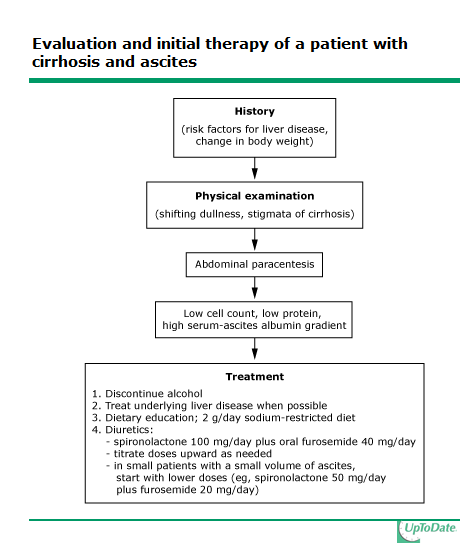 Evaluation and initial therapy of a patient with
cirrhosis and ascites
History
(risk factors for liver disease,
change in body weight)
Physical examination
(shifting dullness, stigmata of cirrhosis)
Abdominal paracentesis
Low cell count, low protein,
high serum-ascites albumin gradient
Treatment
1. Discontinue alcohol
2. Treat underlying liver disease when possible
3. Dietary education; 2 g/day sodium-restricted diet
4. Diuretics:
- spironolactone 100 mg/day plus oral furosemide 40 mg/day
- titrate doses upward as needed
- in small patients with a small volume of ascites,
start with lower doses (eg, spironolactone 50 mg/day
plus furosemide 20 mg/day)
UpToDate